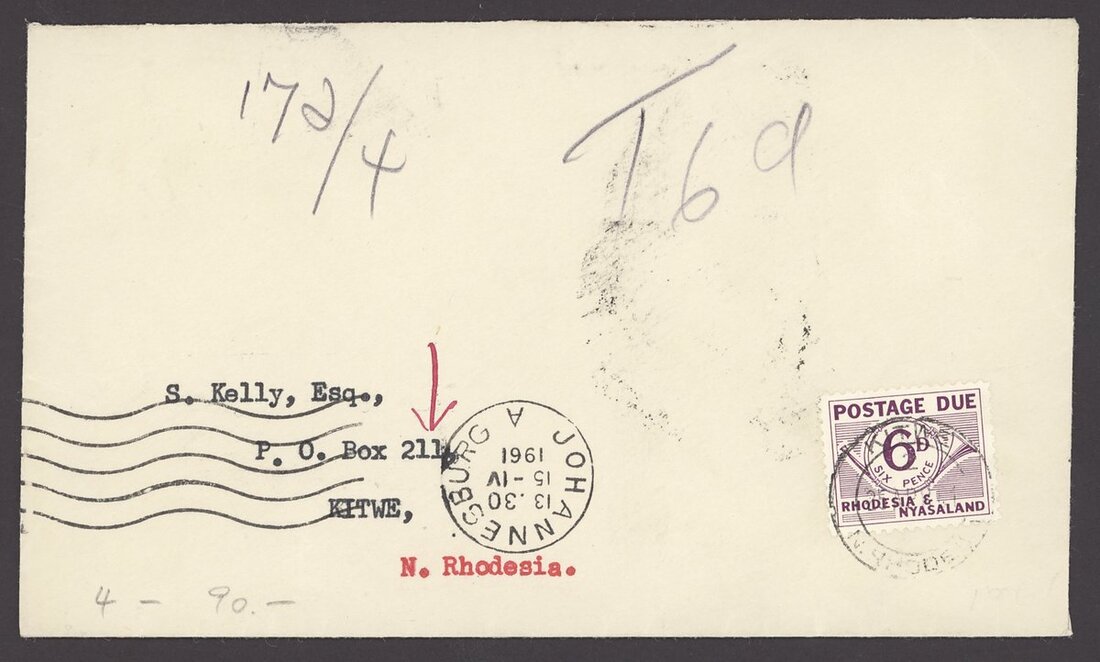 172/4
T 6d
S. Kelly, Esq.,
P. O. Box 211,
KITWE,
N. Rhodesia.
JOHANNESBURG A
13.30
15-IV
1961
POSTAGE DUE
6D
SIX PENCE
RHODESIA &
NYASALAND
4 - 90.-